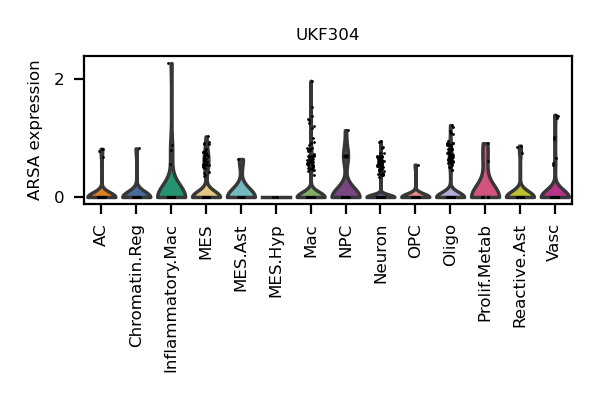 UKF304
ARSA expression
2
0
AC
Chromatin.Reg
Inflammatory.Mac
MES
MES.Ast
MES.Hyp
Mac
NPC
Neuron
OPC
Oligo
Prolif.Metab
Reactive.Ast
Vasc